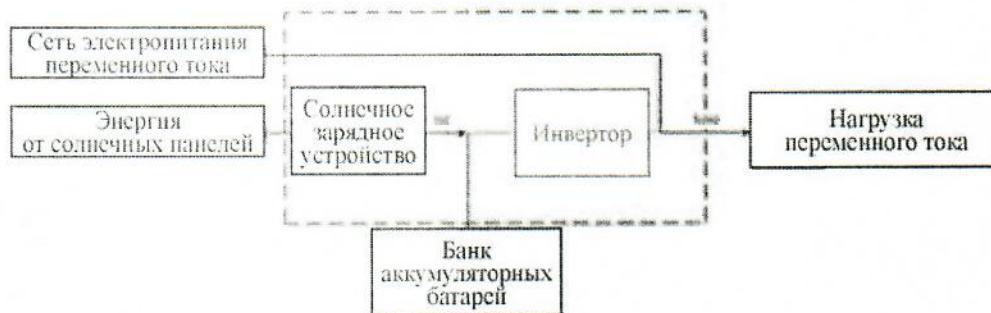 Сеть электропитания
переменного тока
Энергия
от солнечных панелей
Солнечное
зарядное
устройство
Инвертор
Нагрузка
переменного тока
Банк
аккумуляторных
батарей